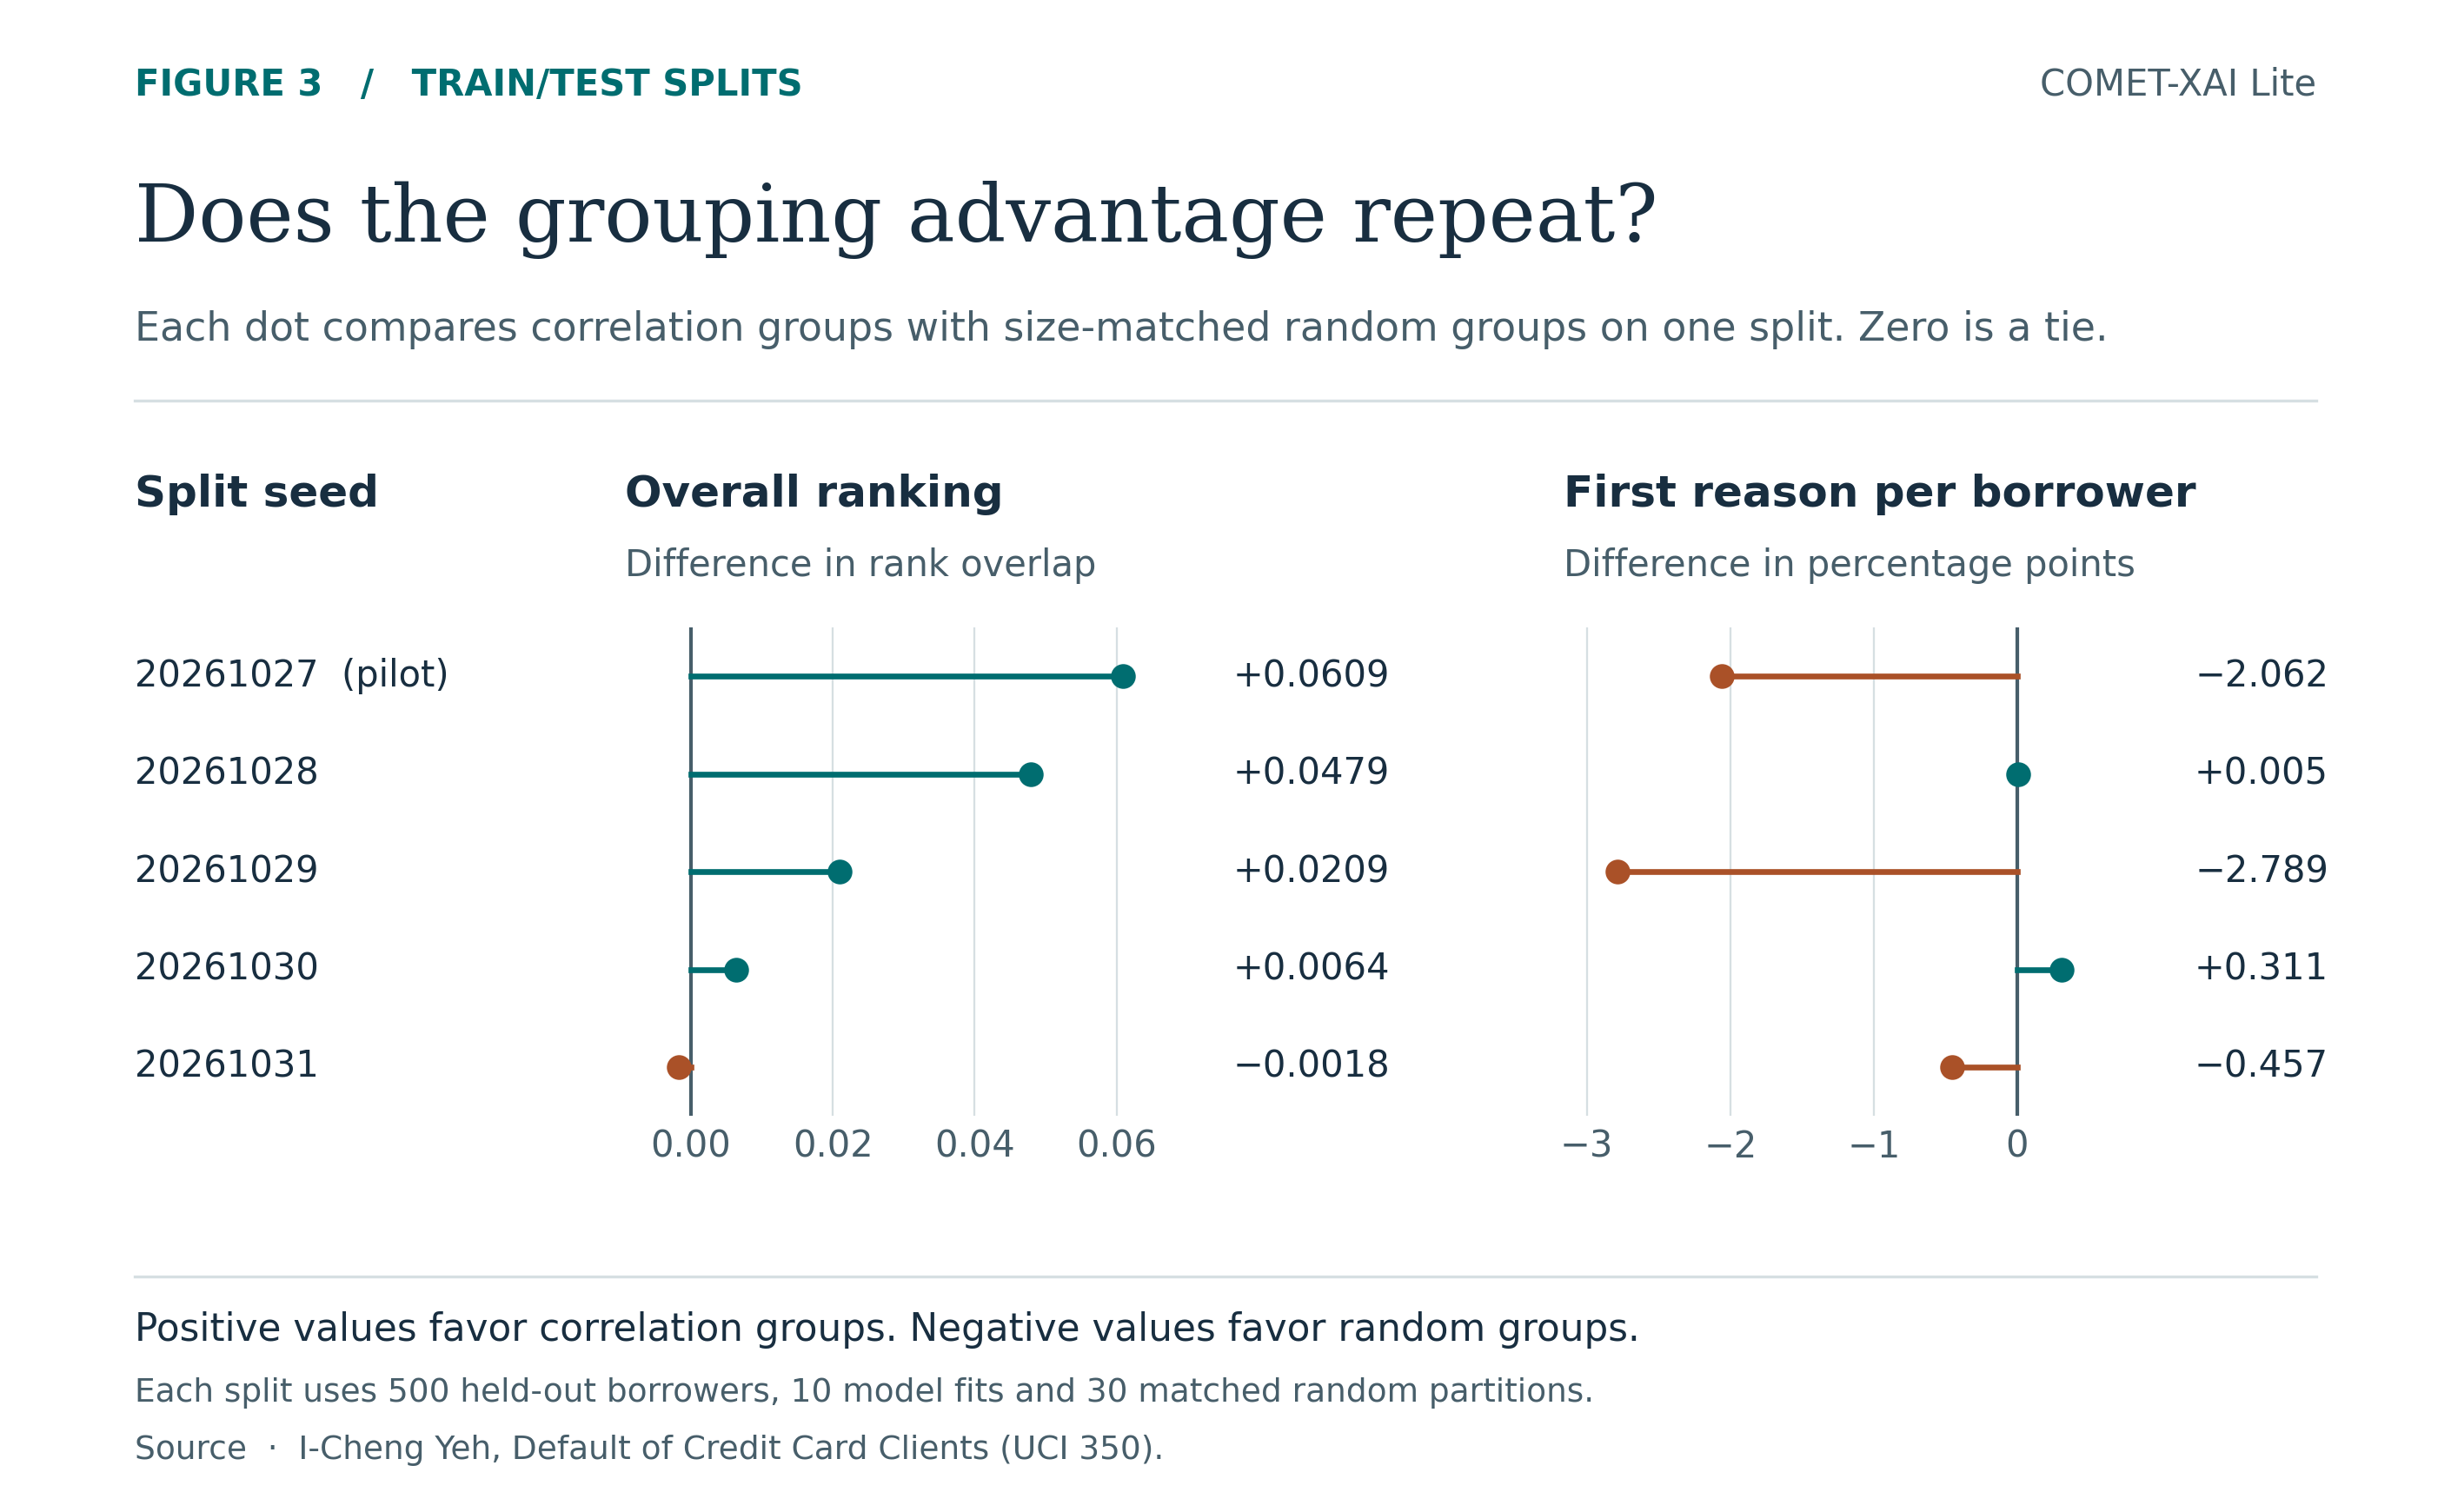 FIGURE 3 / TRAIN/TEST SPLITS COMET-XAI Lite
Does the grouping advantage repeat?
Each dot compares correlation groups with size-matched random groups on one split. Zero is a tie.
Split seed Overall ranking First reason per borrower
Difference in rank overlap Difference in percentage points
20261027 (pilot) +0.0609 −2.062
20261028 +0.0479 +0.005
20261029 +0.0209 −2.789
20261030 +0.0064 +0.311
20261031 −0.0018 −0.457
0.00 0.02 0.04 0.06 −3 −2 −1 0
Positive values favor correlation groups. Negative values favor random groups.
Each split uses 500 held-out borrowers, 10 model fits and 30 matched random partitions.
Source · I-Cheng Yeh, Default of Credit Card Clients (UCI 350).